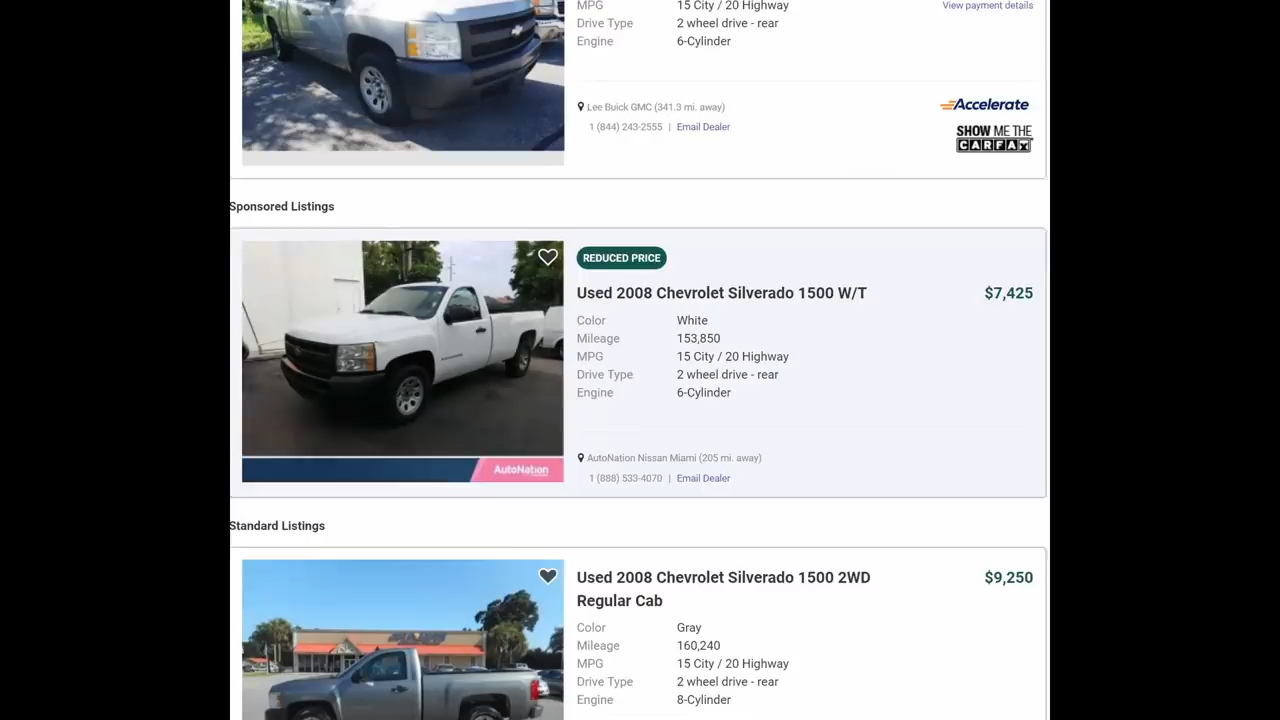 MPG 15 City / 20 Highway
View payment details
Drive Type 2 wheel drive - rear
Engine 6-Cylinder
Lee Buick GMC (341.3 mi. away)
Accelerate
1 (844) 243-2555 | Email Dealer
SHOW ME THE
CARFAX
Sponsored Listings
REDUCED PRICE
Used 2008 Chevrolet Silverado 1500 W/T
$7,425
Color White
Mileage 153,850
MPG 15 City / 20 Highway
Drive Type 2 wheel drive - rear
Engine 6-Cylinder
AutoNation Nissan Miami (205 mi. away)
AutoNation
1 (888) 533-4070 | Email Dealer
Standard Listings
Used 2008 Chevrolet Silverado 1500 2WD
$9,250
Regular Cab
Color Gray
Mileage 160,240
MPG 15 City / 20 Highway
Drive Type 2 wheel drive - rear
Engine 8-Cylinder